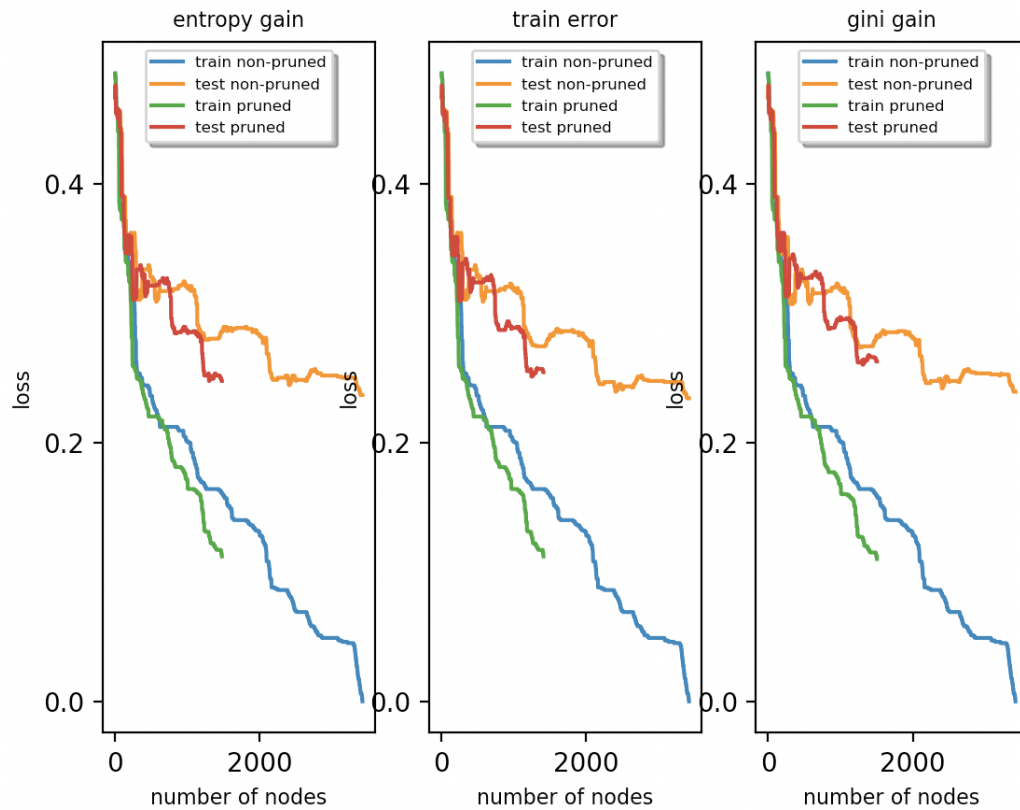 entropy gain
train non-pruned
test non-pruned
train pruned
test pruned
loss
0.4
0.2
0.0
0
2000
number of nodes
train error
train non-pruned
test non-pruned
train pruned
test pruned
loss
0.4
0.2
0.0
0
2000
number of nodes
gini gain
train non-pruned
test non-pruned
train pruned
test pruned
loss
0.4
0.2
0.0
0
2000
number of nodes